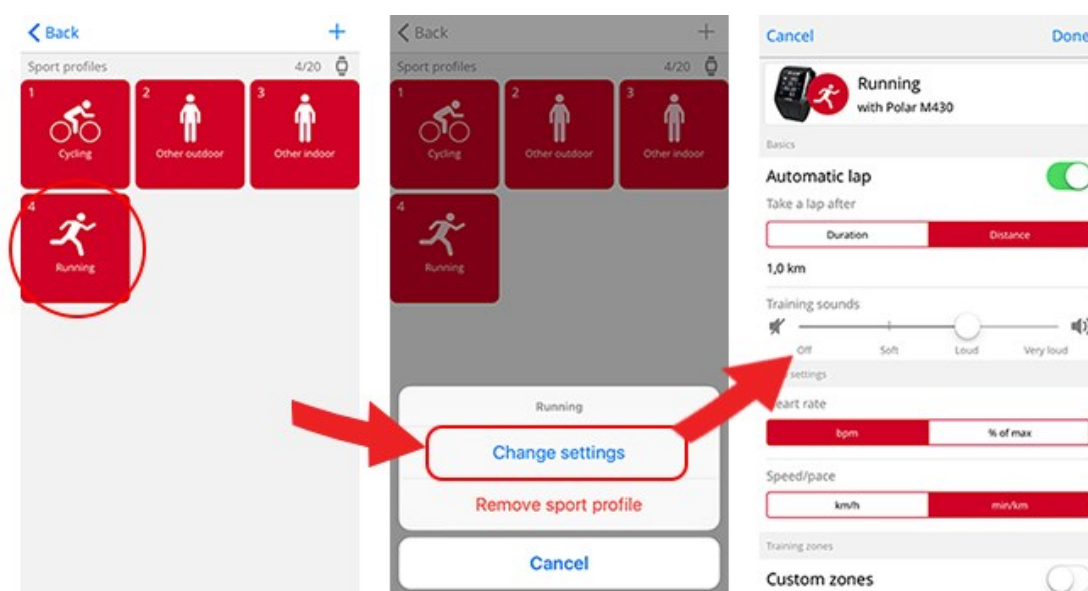 Back
Sport profiles 4/20
1 2 3
Cycling Other outdoor Other indoor
4
Running
Back
Sport profiles 4/20
1 2 3
Cycling Other outdoor Other indoor
4
Running
Running
Change settings
Remove sport profile
Cancel
Cancel Done
Running
with Polar M430
Basics
Automatic lap
Take a lap after
Duration Distance
1,0 km
Training sounds
Off Soft Loud Very loud
settings
eart rate
bpm % of max
Speed/pace
km/h min/km
Training zones
Custom zones